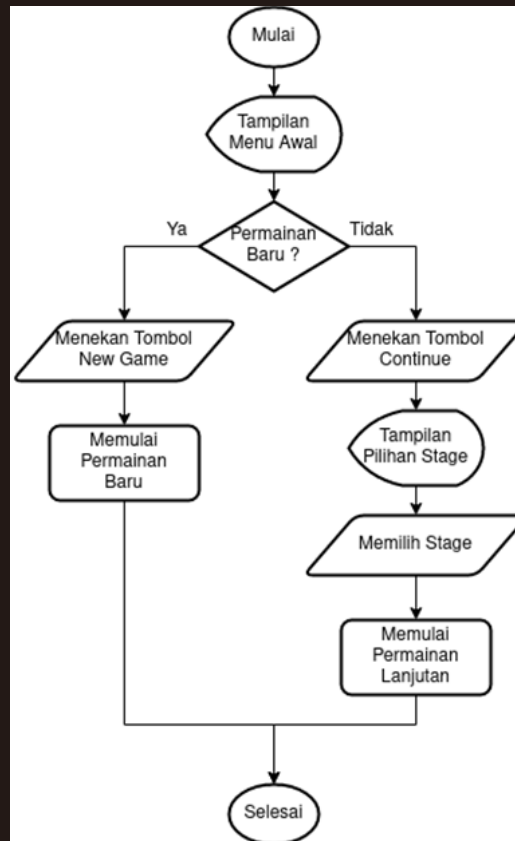 Mulai
Tampilan
Menu Awal
Permainan
Baru ?
Ya
Tidak
Menekan Tombol
New Game
Memulai
Permainan
Baru
Menekan Tombol
Continue
Tampilan
Pilihan Stage
Memilih Stage
Memulai
Permainan
Lanjutan
Selesai